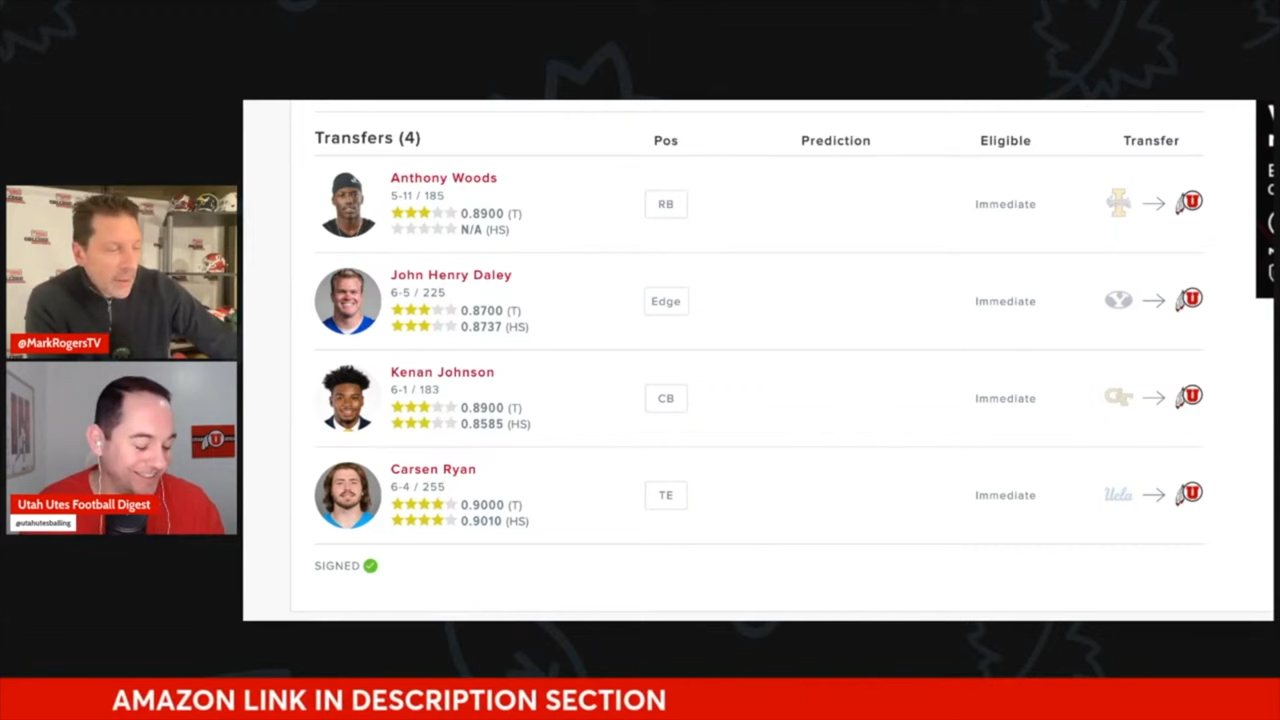 Transfers (4)
Pos
Prediction
Eligible
Transfer
Anthony Woods
5-11 / 185
0.8900 (T)
N/A (HS)
RB
Immediate
John Henry Daley
6-5 / 225
0.8700 (T)
0.8737 (HS)
Edge
Immediate
Kenan Johnson
6-1 / 183
0.8900 (T)
0.8585 (HS)
CB
Immediate
Carsen Ryan
6-4 / 255
0.9000 (T)
0.9010 (HS)
TE
Immediate
Ucla
SIGNED
@MarkRogersTV
Utah Utes Football Digest
@utahutesballing
AMAZON LINK IN DESCRIPTION SECTION